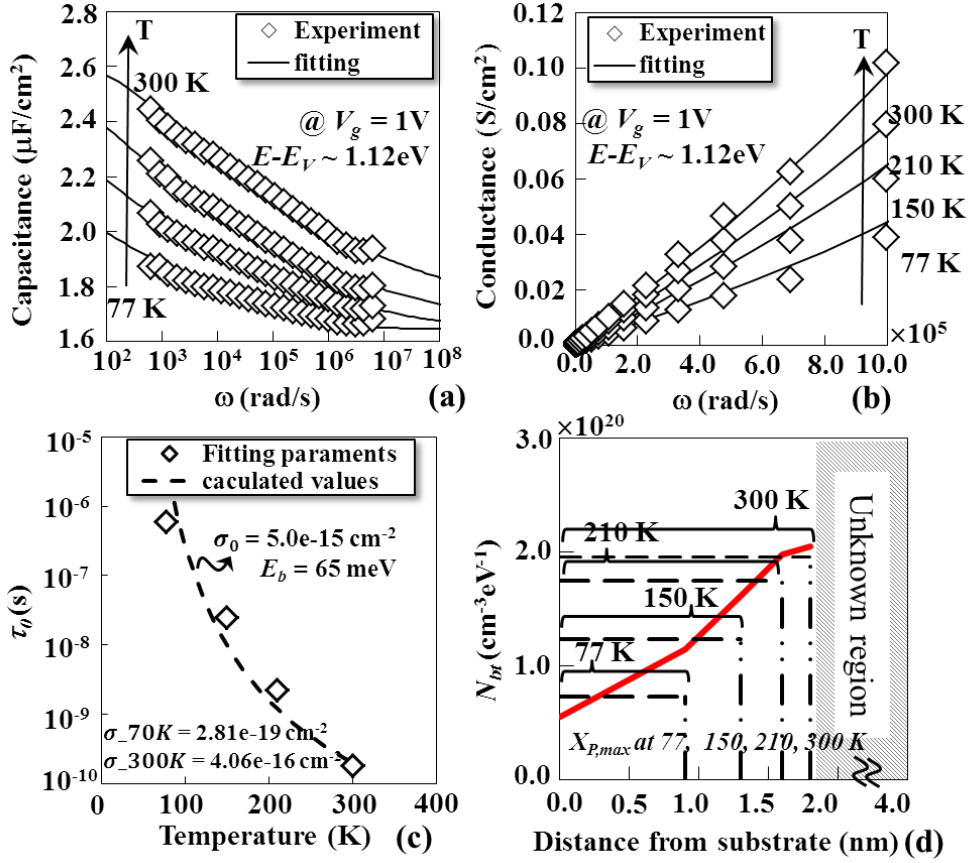 T
Experiment
fitting
300 K
@ Vg = 1V
E-EV ~ 1.12eV
77 K
2.8
2.6
2.4
2.2
2.0
1.8
1.6
Capacitance (μF/cm²)
10² 10³ 10⁴ 10⁵ 10⁶ 10⁷ 10⁸
ω (rad/s)
(a)
Experiment
fitting
T
@ Vg = 1V
E-EV ~ 1.12eV
300 K
210 K
150 K
77 K
0.12
0.10
0.08
0.06
0.04
0.02
0.0
Conductance (S/cm²)
×10⁵
0.0 2.0 4.0 6.0 8.0 10.0
ω (rad/s)
(b)
Fitting paraments
caculated values
σ0 = 5.0e-15 cm⁻²
Eb = 65 meV
σ_70K = 2.81e-19 cm⁻²
σ_300K = 4.06e-16 cm⁻²
10⁻⁵
10⁻⁶
10⁻⁷
10⁻⁸
10⁻⁹
10⁻¹⁰
τ0 (s)
0 100 200 300 400
Temperature (K)
(c)
×10²⁰
3.0
2.0
1.0
0.0
Nbt (cm⁻³eV⁻¹)
300 K
210 K
150 K
77 K
XP,max at 77, 150, 210, 300 K
Unknown region
0.0 0.5 1.0 1.5 2.0 4.0
Distance from substrate (nm)
(d)